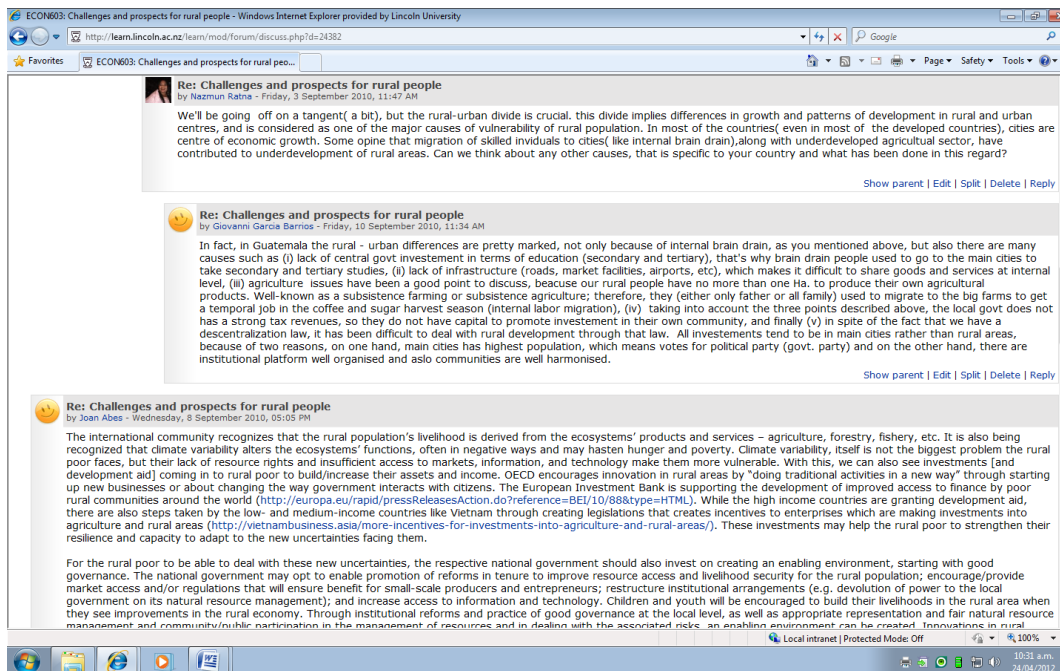 ECON603: Challenges and prospects for rural people - Windows Internet Explorer provided by Lincoln University
http://learn.lincoln.ac.nz/learn/mod/forum/discuss.php?d=24382
Google
Favorites
ECON603: Challenges and prospects for rural peo...
Page
Safety
Tools
Re: Challenges and prospects for rural people
by Nazmun Ratna - Friday, 3 September 2010, 11:47 AM
We'll be going off on a tangent( a bit), but the rural-urban divide is crucial. this divide implies differences in growth and patterns of development in rural and urban
centres, and is considered as one of the major causes of vulnerability of rural population. In most of the countries( even in most of the developed countries), cities are
centre of economic growth. Some opine that migration of skilled inviduals to cities( like internal brain drain),along with underdeveloped agricultual sector, have
contributed to underdevelopment of rural areas. Can we think about any other causes, that is specific to your country and what has been done in this regard?
Show parent | Edit | Split | Delete | Reply
Re: Challenges and prospects for rural people
by Giovanni Garcia Barrios - Friday, 10 September 2010, 11:34 AM
In fact, in Guatemala the rural - urban differences are pretty marked, not only because of internal brain drain, as you mentioned above, but also there are many
causes such as (i) lack of central govt investement in terms of education (secondary and tertiary), that's why brain drain people used to go to the main cities to
take secondary and tertiary studies, (ii) lack of infrastructure (roads, market facilities, airports, etc), which makes it difficult to share goods and services at internal
level, (iii) agriculture issues have been a good point to discuss, beacuse our rural people have no more than one Ha. to produce their own agricultural
products. Well-known as a subsistence farming or subsistence agriculture; therefore, they (either only father or all family) used to migrate to the big farms to get
a temporal job in the coffee and sugar harvest season (internal labor migration), (iv) taking into account the three points described above, the local govt does not
has a strong tax revenues, so they do not have capital to promote investement in their own community, and finally (v) in spite of the fact that we have a
descentralization law, it has been difficult to deal with rural development through that law. All investements tend to be in main cities rather than rural areas,
because of two reasons, on one hand, main cities has highest population, which means votes for political party (govt. party) and on the other hand, there are
institutional platform well organised and aslo communities are well harmonised.
Show parent | Edit | Split | Delete | Reply
Re: Challenges and prospects for rural people
by Joan Abes - Wednesday, 8 September 2010, 05:05 PM
The international community recognizes that the rural population's livelihood is derived from the ecosystems' products and services – agriculture, forestry, fishery, etc. It is also being
recognized that climate variability alters the ecosystems' functions, often in negative ways and may hasten hunger and poverty. Climate variability, itself is not the biggest problem the rural
poor faces, but their lack of resource rights and insufficient access to markets, information, and technology make them more vulnerable. With this, we can also see investments [and
development aid] coming in to rural poor to build/increase their assets and income. OECD encourages innovation in rural areas by "doing traditional activities in a new way" through starting
up new businesses or about changing the way government interact with citizens. The European Investment Bank is supporting the development of improved access to finance by poor
rural communities around the world (http://europa.eu/rapid/pressReleasesAction.do?reference=BEI/10/88&type=HTML). While the high income countries are granting development aid,
there are also steps taken by the low- and medium-income countries like Vietnam through creating legislations that creates incentives to enterprises which are making investments into
agriculture and rural areas (http://vietnambusiness.asia/more-incentives-for-investments-into-agriculture-and-rural-areas/). These investments may help the rural poor to strengthen their
resilience and capacity to adapt to the new uncertainties facing them.
For the rural poor to be able to deal with these new uncertainties, the respective national government should also invest on creating an enabling environment, starting with good
governance. The national government may opt to enable promotion of reforms in tenure to improve resource access and livelihood security for the rural population; encourage/provide
market access and/or regulations that will ensure benefit for small-scale producers and entrepreneurs; restructure institutional arrangements (e.g. devolution of power to the local
government on its natural resource management); and increase access to information and technology. Children and youth will be encouraged to build their livelihoods in the rural area when
they see improvements in the rural economy. Through institutional reforms and practice of good governance at the local level, as well as appropriate representation and fair natural resource
management and community/public participation in the management of resources and in dealing with the associated risks, an enabling environment can be created. Innovations in rural
Local intranet | Protected Mode: Off
100%
10:31 a.m.
24/04/2012